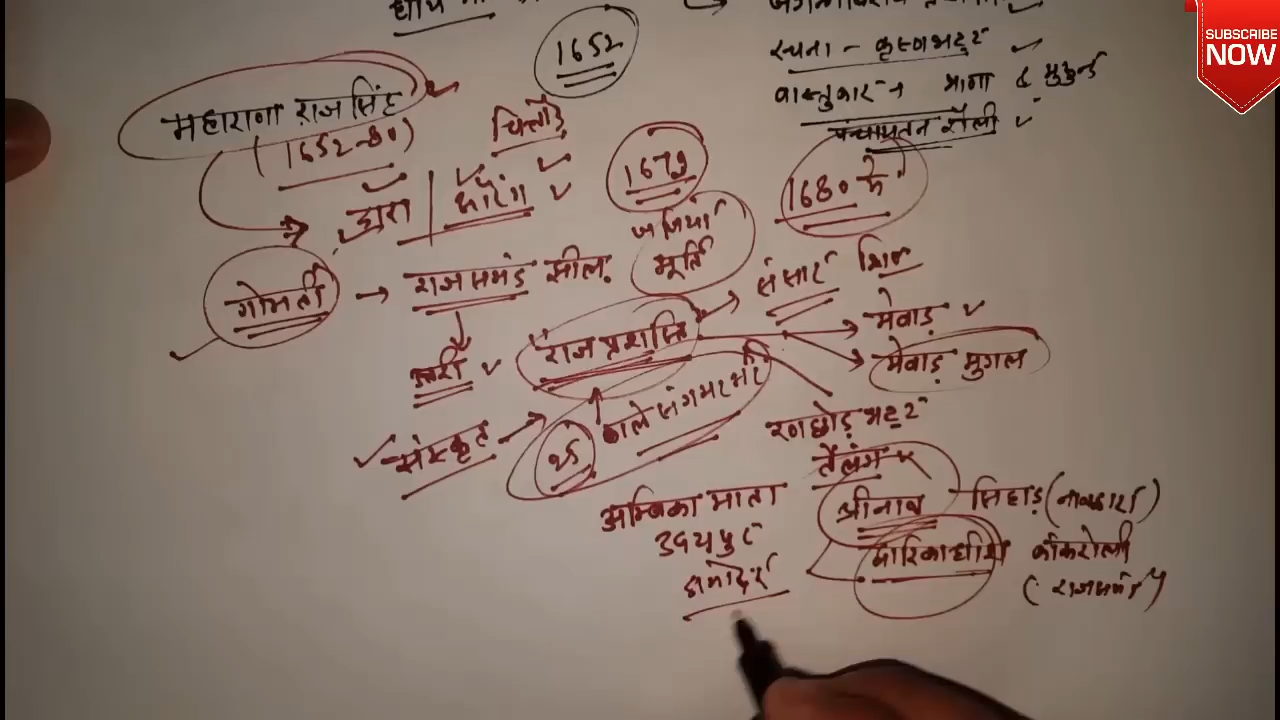 1652
रचना - कृष्णभट्ट
वास्तुकार → भाणा व मुकुन्द
पंचायतन शैली
महाराणा राजसिंह
(1652-80)
चित्तौड़
दारा | औरंग
1679
जजिया
मूर्ति
1680 में
गोमती → राजसमंद झील
राजप्रशस्ति
संसार
मेवाड़
मेवाड़ मुगल
संस्कृत
25 काले संगमरमर की
रणछोड़ भट्ट
तैलंग
अम्बिका माता
उदयपुर
श्रीनाथ - सिहाड़ (नाथद्वारा)
द्वारिकाधीश कांकरोली
(राजसमंद)
SUBSCRIBE
NOW